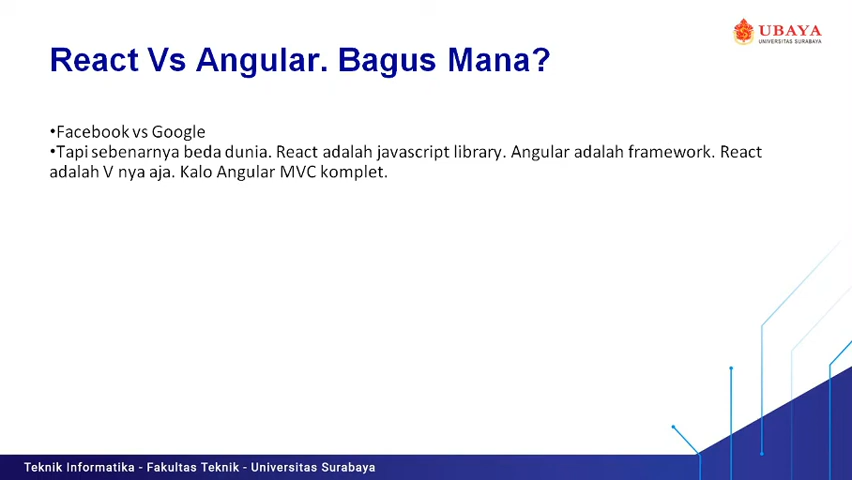 UBAYA
UNIVERSITAS SURABAYA
React Vs Angular. Bagus Mana?
•Facebook vs Google
•Tapi sebenarnya beda dunia. React adalah javascript library. Angular adalah framework. React
adalah V nya aja. Kalo Angular MVC komplet.
Teknik Informatika - Fakultas Teknik - Universitas Surabaya